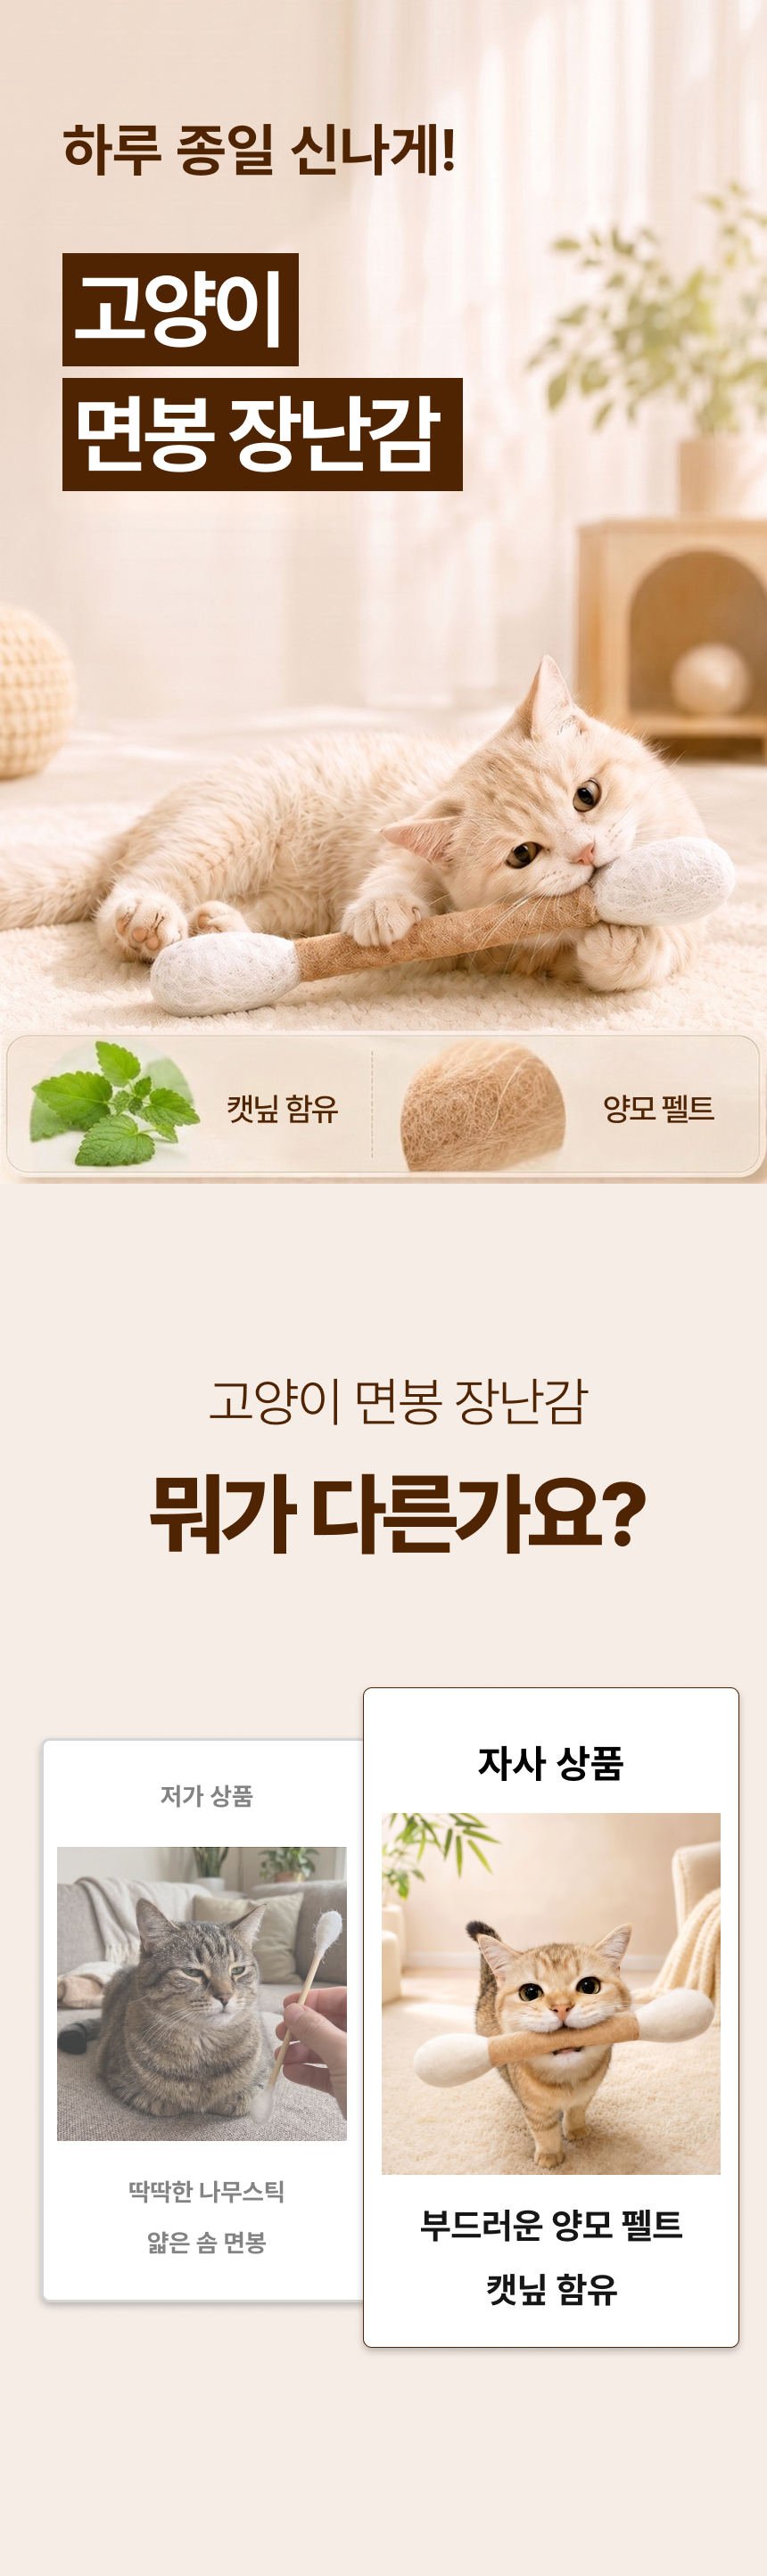 하루 종일 신나게!
고양이
면봉 장난감
캣닢 함유
양모 펠트
고양이 면봉 장난감
뭐가 다른가요?
저가 상품
딱딱한 나무스틱
얇은 솜 면봉
자사 상품
부드러운 양모 펠트
캣닢 함유